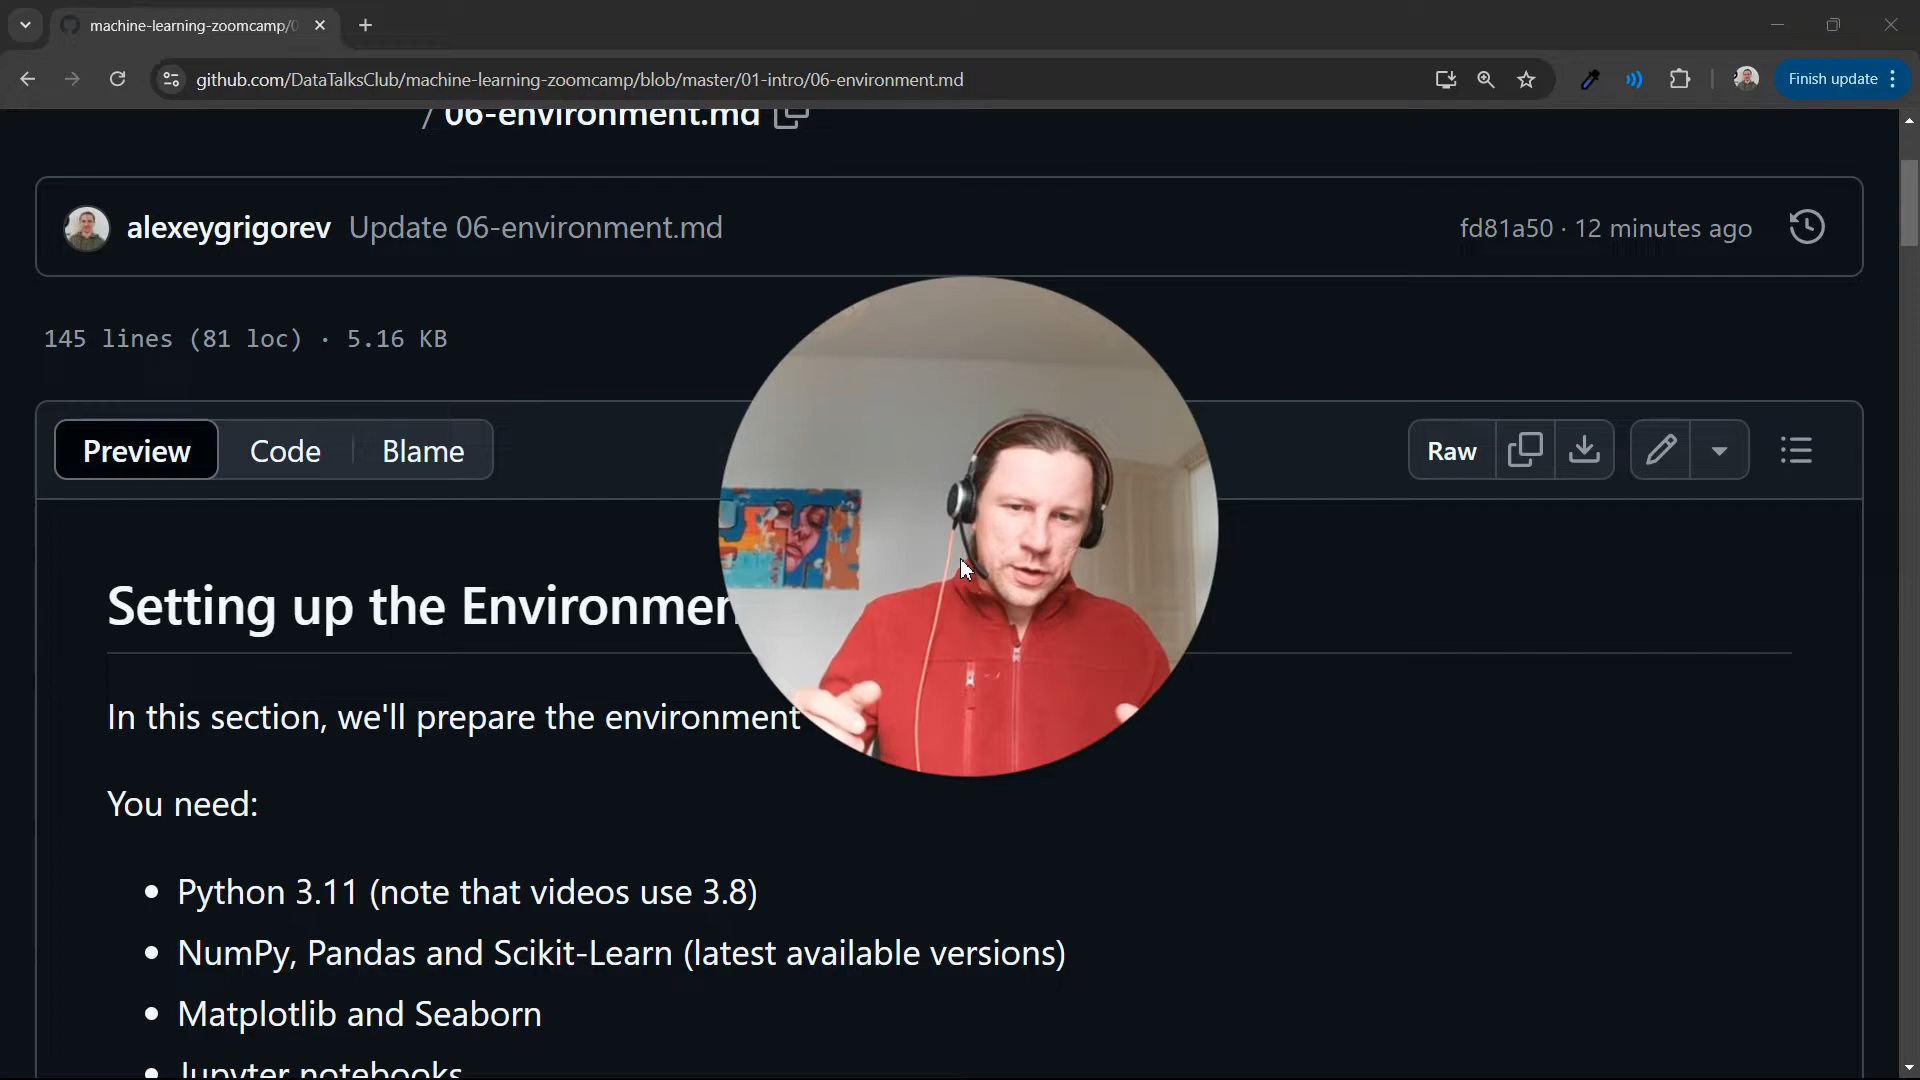 machine-learning-zoomcamp/0
github.com/DataTalksClub/machine-learning-zoomcamp/blob/master/01-intro/06-environment.md
Finish update
/ 06-environment.md
alexeygrigorev Update 06-environment.md
fd81a50 · 12 minutes ago
145 lines (81 loc) · 5.16 KB
Preview Code Blame
Raw
Setting up the Environmen
In this section, we'll prepare the environment
You need:
• Python 3.11 (note that videos use 3.8)
• NumPy, Pandas and Scikit-Learn (latest available versions)
• Matplotlib and Seaborn
• Jupyter notebooks